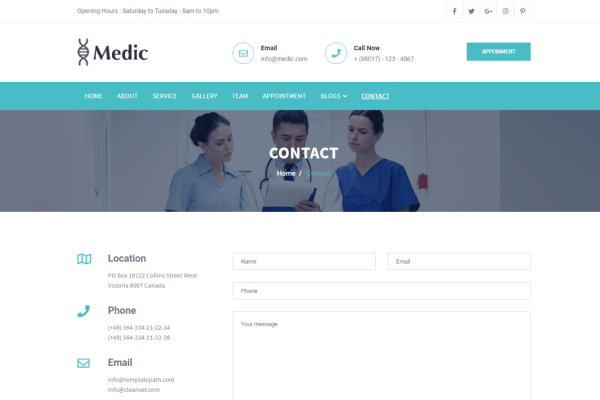 Opening Hours : Saturday to Tuesday - 8am to 10pm
Medic
Email
info@medic.com
Call Now
+ (88017) - 123 - 4567
APPOINMENT
HOME ABOUT SERVICE GALLERY TEAM APPOINTMENT BLOGS CONTACT
CONTACT
Home / Contact
Location
PO Box 16122 Collins Street West
Victoria 8007 Canada
Phone
(+48) 564-334-21-22-34
(+48) 564-334-21-22-38
Email
info@templatepath.com
info@cleanser.com
Name
Email
Phone
Your message